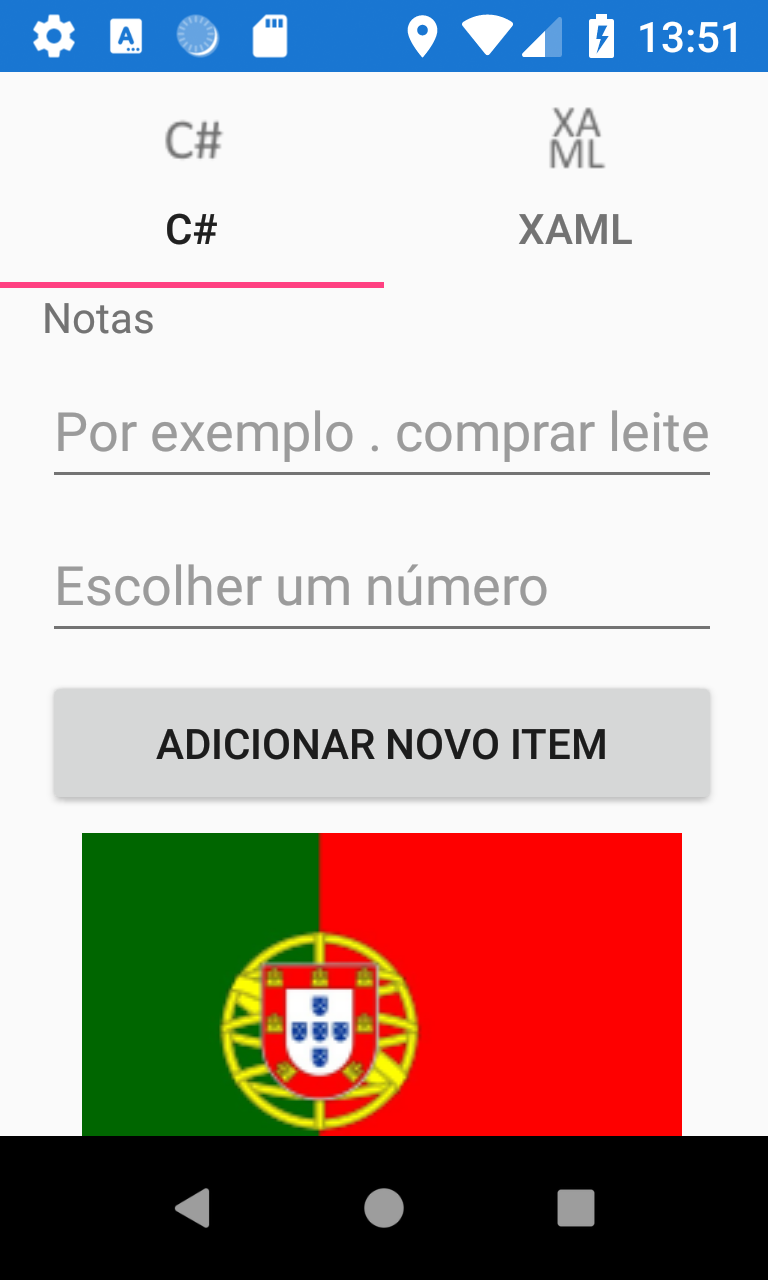 13:51
C#
XA
ML
C#
XAML
Notas
Por exemplo . comprar leite
Escolher um número
ADICIONAR NOVO ITEM